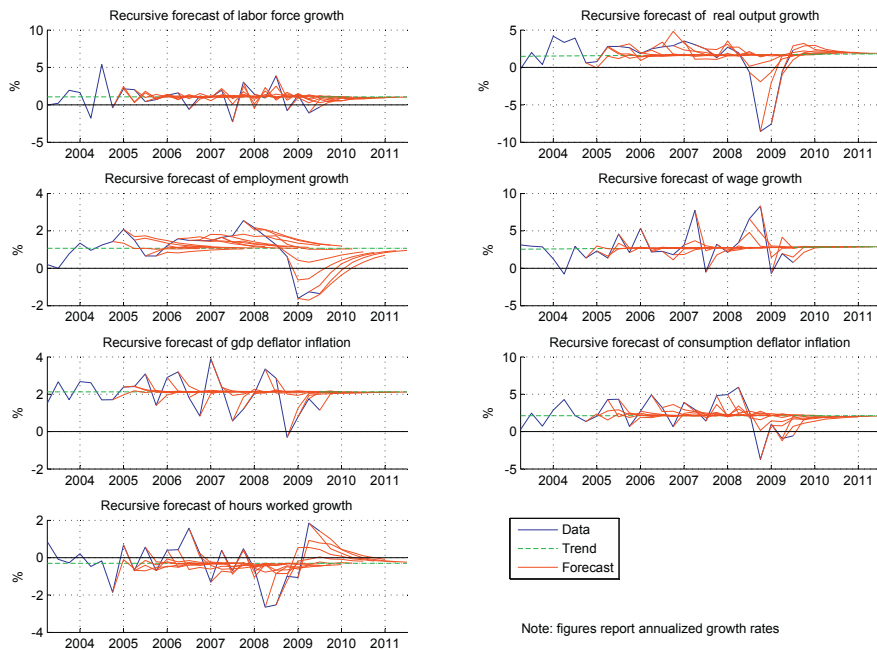 Recursive forecast of labor force growth
10
5
0
-5
%
2004 2005 2006 2007 2008 2009 2010 2011
Recursive forecast of real output growth
5
0
-5
-10
%
2004 2005 2006 2007 2008 2009 2010 2011
Recursive forecast of employment growth
4
2
0
-2
%
2004 2005 2006 2007 2008 2009 2010 2011
Recursive forecast of wage growth
10
5
0
-5
%
2004 2005 2006 2007 2008 2009 2010 2011
Recursive forecast of gdp deflator inflation
4
2
0
-2
%
2004 2005 2006 2007 2008 2009 2010 2011
Recursive forecast of consumption deflator inflation
10
5
0
-5
%
2004 2005 2006 2007 2008 2009 2010 2011
Recursive forecast of hours worked growth
2
0
-2
-4
%
2004 2005 2006 2007 2008 2009 2010 2011
Data
Trend
Forecast
Note: figures report annualized growth rates